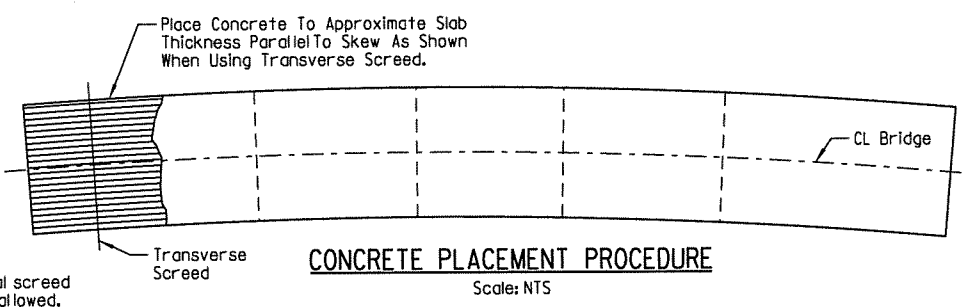 Place Concrete To Approximate Slab
Thickness Parallel To Skew As Shown
When Using Transverse Screed.
CL Bridge
Transverse
Screed
CONCRETE PLACEMENT PROCEDURE
Scale: NTS
al screed
allowed.